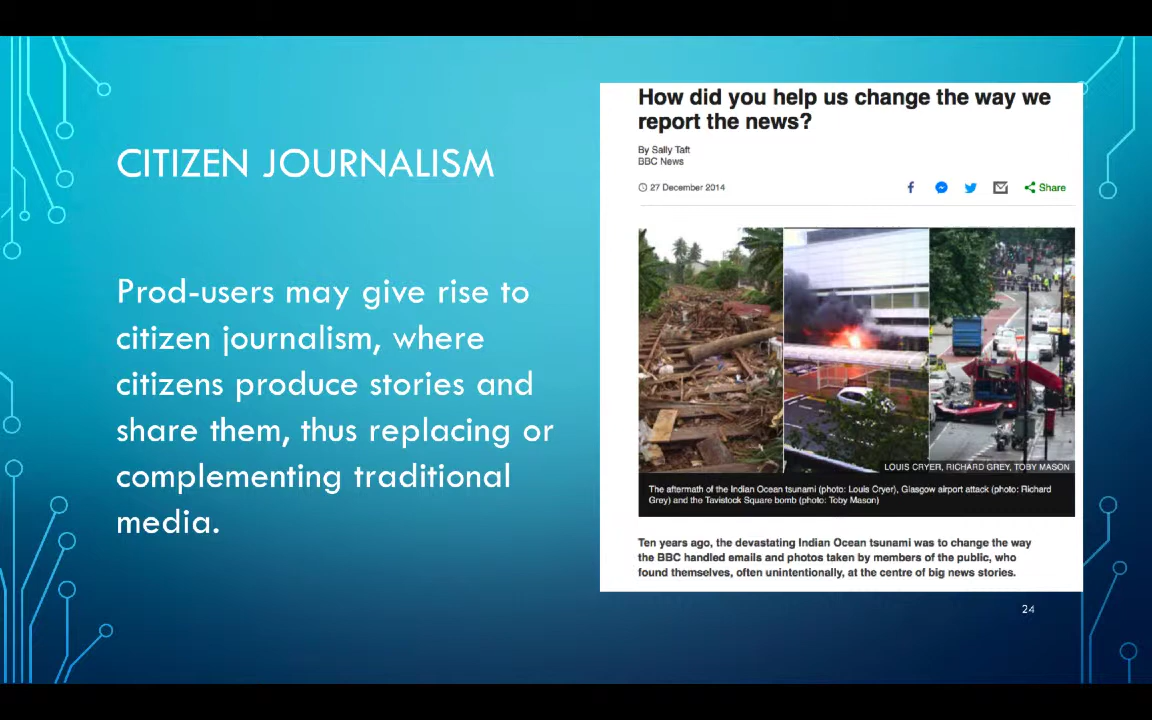 CITIZEN JOURNALISM
Prod-users may give rise to
citizen journalism, where
citizens produce stories and
share them, thus replacing or
complementing traditional
media.
How did you help us change the way we
report the news?
By Sally Taft
BBC News
27 December 2014
Share
LOUIS CRYER, RICHARD GREY, TOBY MASON
The aftermath of the Indian Ocean tsunami (photo: Louis Cryer), Glasgow airport attack (photo: Richard
Grey) and the Tavistock Square bomb (photo: Toby Mason)
Ten years ago, the devastating Indian Ocean tsunami was to change the way
the BBC handled emails and photos taken by members of the public, who
found themselves, often unintentionally, at the centre of big news stories.
24